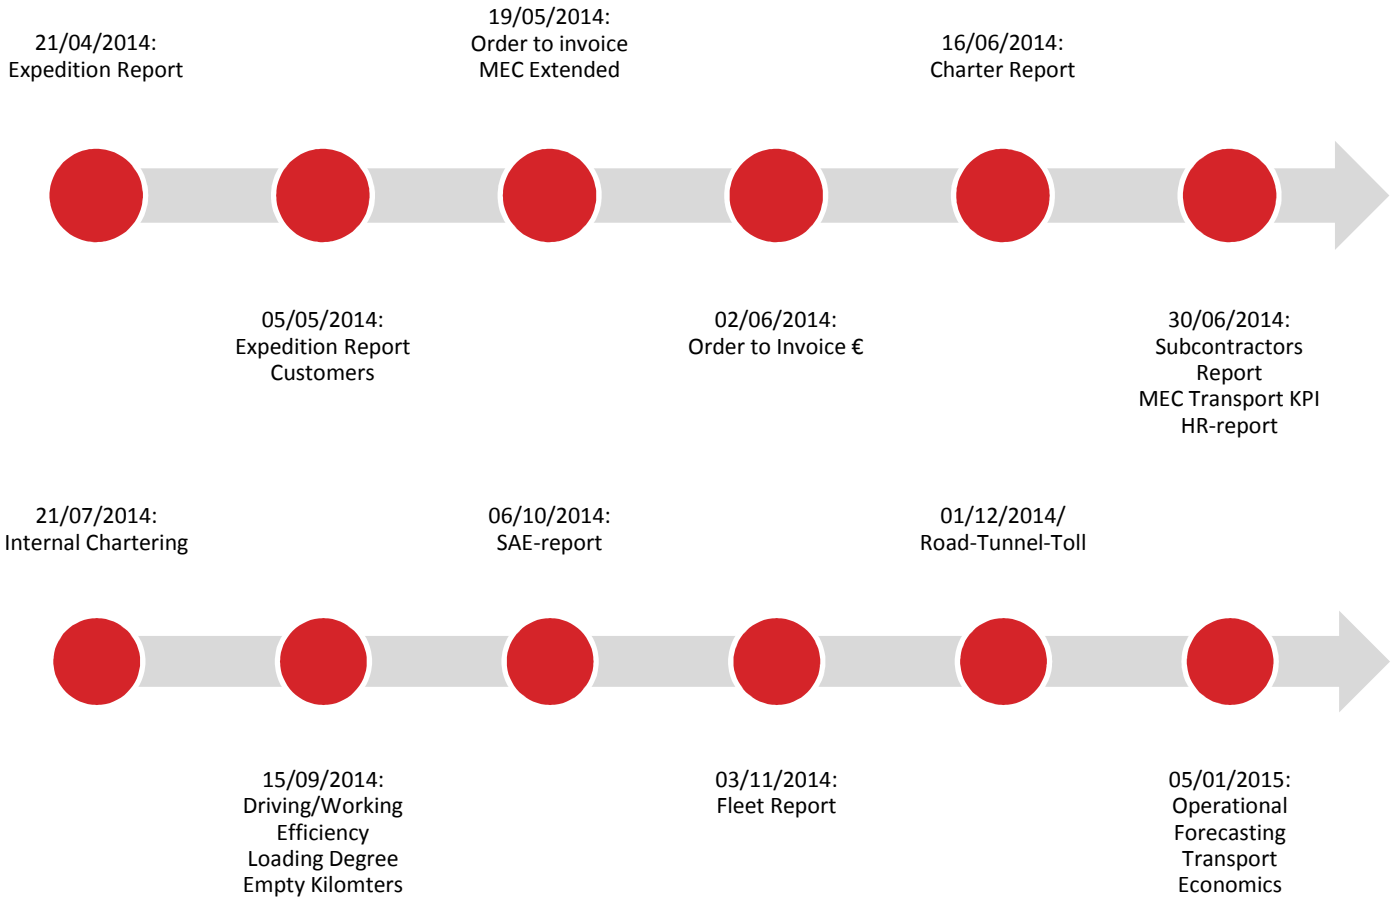 21/04/2014:
Expedition Report
19/05/2014:
Order to invoice
MEC Extended
16/06/2014:
Charter Report
05/05/2014:
Expedition Report
Customers
02/06/2014:
Order to Invoice €
30/06/2014:
Subcontractors
Report
MEC Transport KPI
HR-report
21/07/2014:
Internal Chartering
06/10/2014:
SAE-report
01/12/2014/
Road-Tunnel-Toll
15/09/2014:
Driving/Working
Efficiency
Loading Degree
Empty Kilomters
03/11/2014:
Fleet Report
05/01/2015:
Operational
Forecasting
Transport
Economics